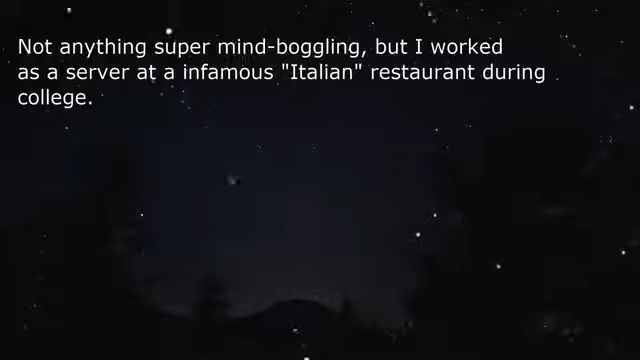 Not anything super mind-boggling, but I worked
as a server at a infamous "Italian" restaurant during
college.